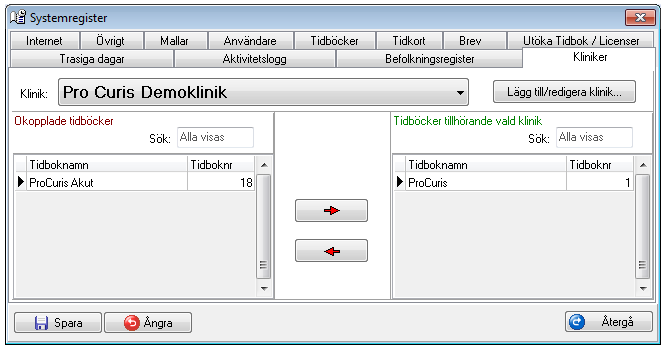 Systemregister
Internet Övrigt Mallar Användare Tidböcker Tidkort Brev Utöka Tidbok / Licenser
Trasiga dagar Aktivitetslogg Befolkningsregister Kliniker
Klinik: Pro Curis Demoklinik Lägg till/redigera klinik...
Okopplade tidböcker Tidböcker tillhörande vald klinik
Sök: Alla visas Sök: Alla visas
Tidboknamn Tidboknr Tidboknamn Tidboknr
ProCuris Akut 18 ProCuris 1
Spara Ångra Återgå